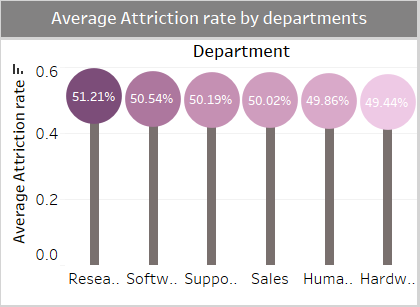 Average Attriction rate by departments
Department
Average Attriction rate
0.6
0.4
0.2
0.0
51.21% 50.54% 50.19% 50.02% 49.86% 49.44%
Resea.. Softw.. Suppo.. Sales Huma.. Hardw..